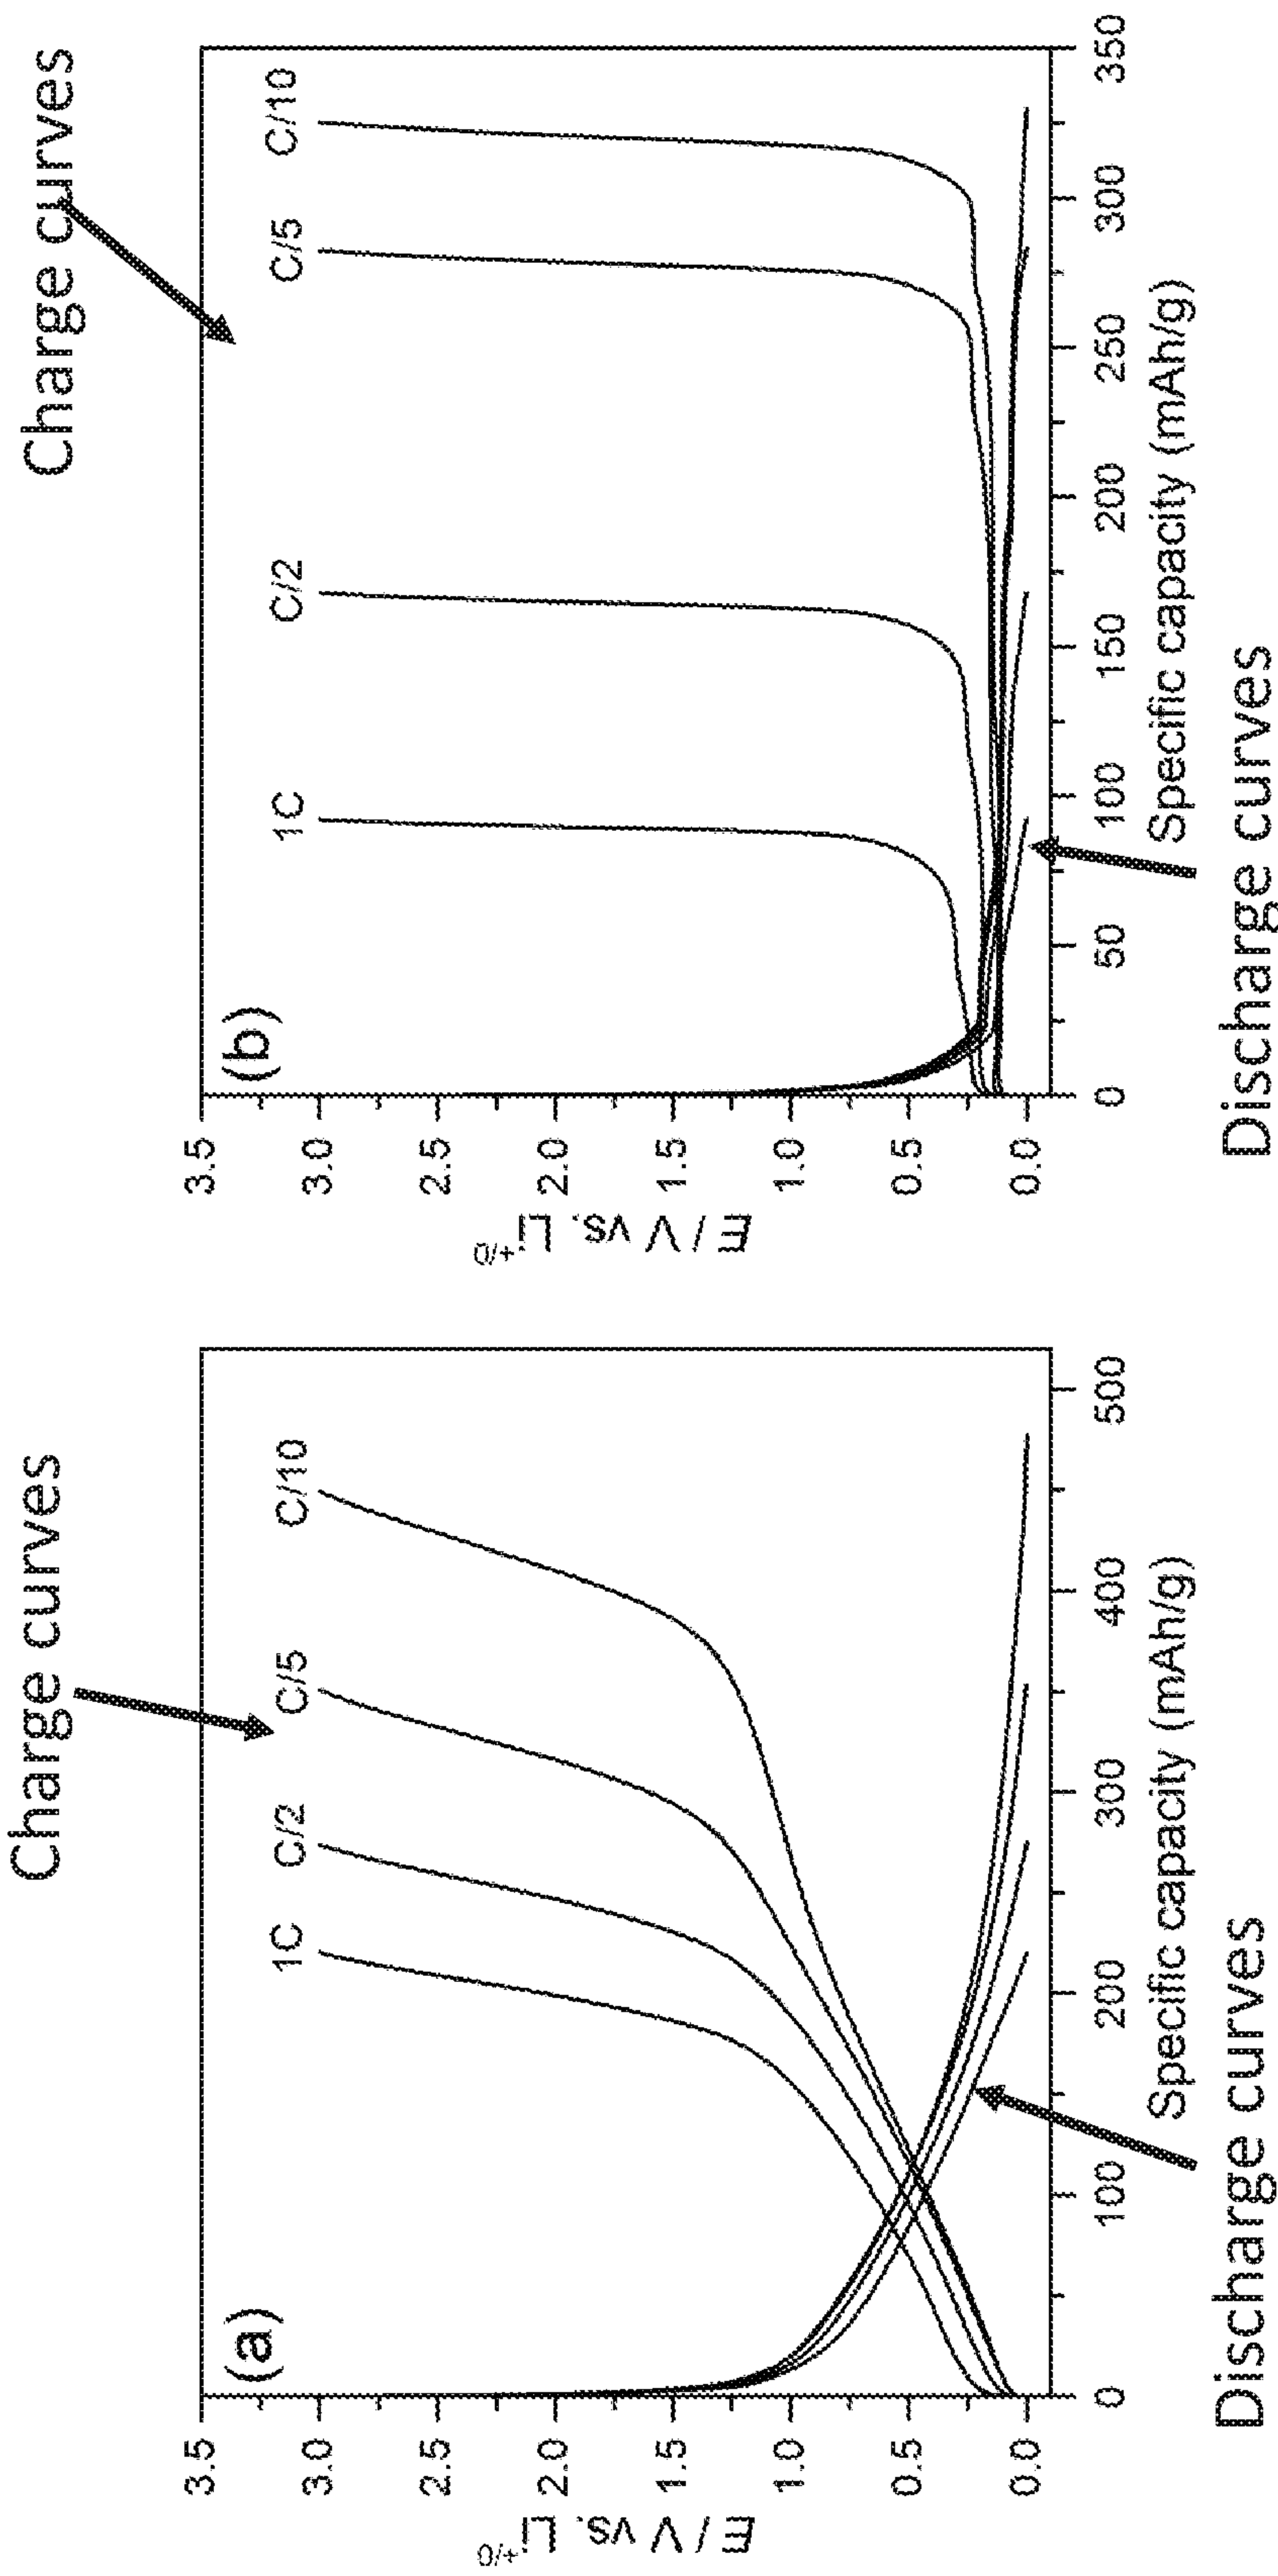 Charge curves
(a)
1C
C/2
C/5
C/10
3.5
3.0
2.5
2.0
1.5
1.0
0.5
0.0
E / V vs. Li+/0
0
100
200
300
400
500
Specific capacity (mAh/g)
Discharge curves
Charge curves
(b)
1C
C/2
C/5
C/10
3.5
3.0
2.5
2.0
1.5
1.0
0.5
0.0
E / V vs. Li+/0
0
50
100
150
200
250
300
350
Specific capacity (mAh/g)
Discharge curves